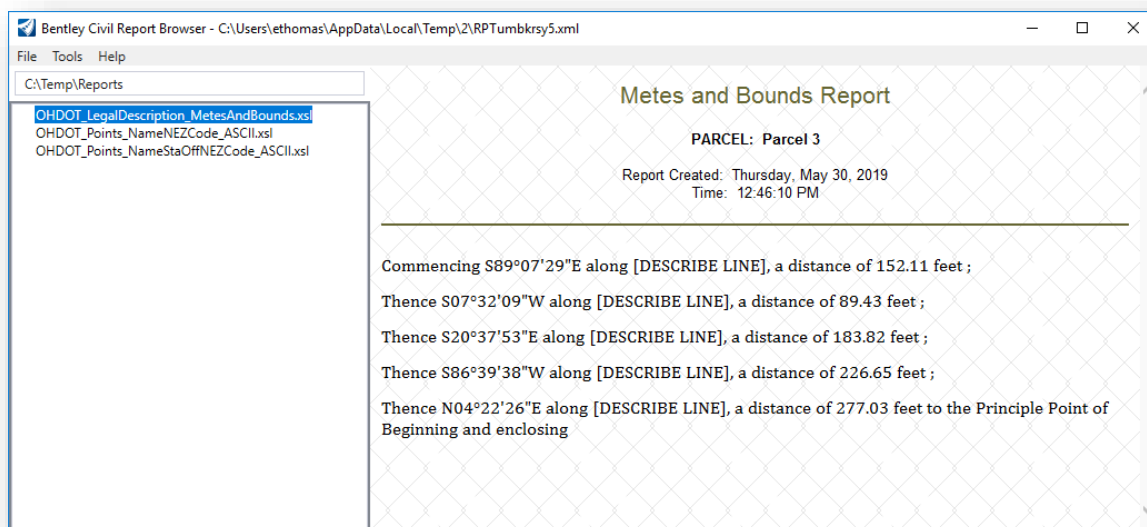 Bentley Civil Report Browser - C:\Users\ethomas\AppData\Local\Temp\2\RPTumbkrsy5.xml
File Tools Help
C:\Temp\Reports
OHDOT_LegalDescription_MetesAndBounds.xsl
OHDOT_Points_NameNEZCode_ASCII.xsl
OHDOT_Points_NameStaOffNEZCode_ASCII.xsl
Metes and Bounds Report
PARCEL: Parcel 3
Report Created: Thursday, May 30, 2019
Time: 12:46:10 PM
Commencing S89°07'29"E along [DESCRIBE LINE], a distance of 152.11 feet ;
Thence S07°32'09"W along [DESCRIBE LINE], a distance of 89.43 feet ;
Thence S20°37'53"E along [DESCRIBE LINE], a distance of 183.82 feet ;
Thence S86°39'38"W along [DESCRIBE LINE], a distance of 226.65 feet ;
Thence N04°22'26"E along [DESCRIBE LINE], a distance of 277.03 feet to the Principle Point of
Beginning and enclosing